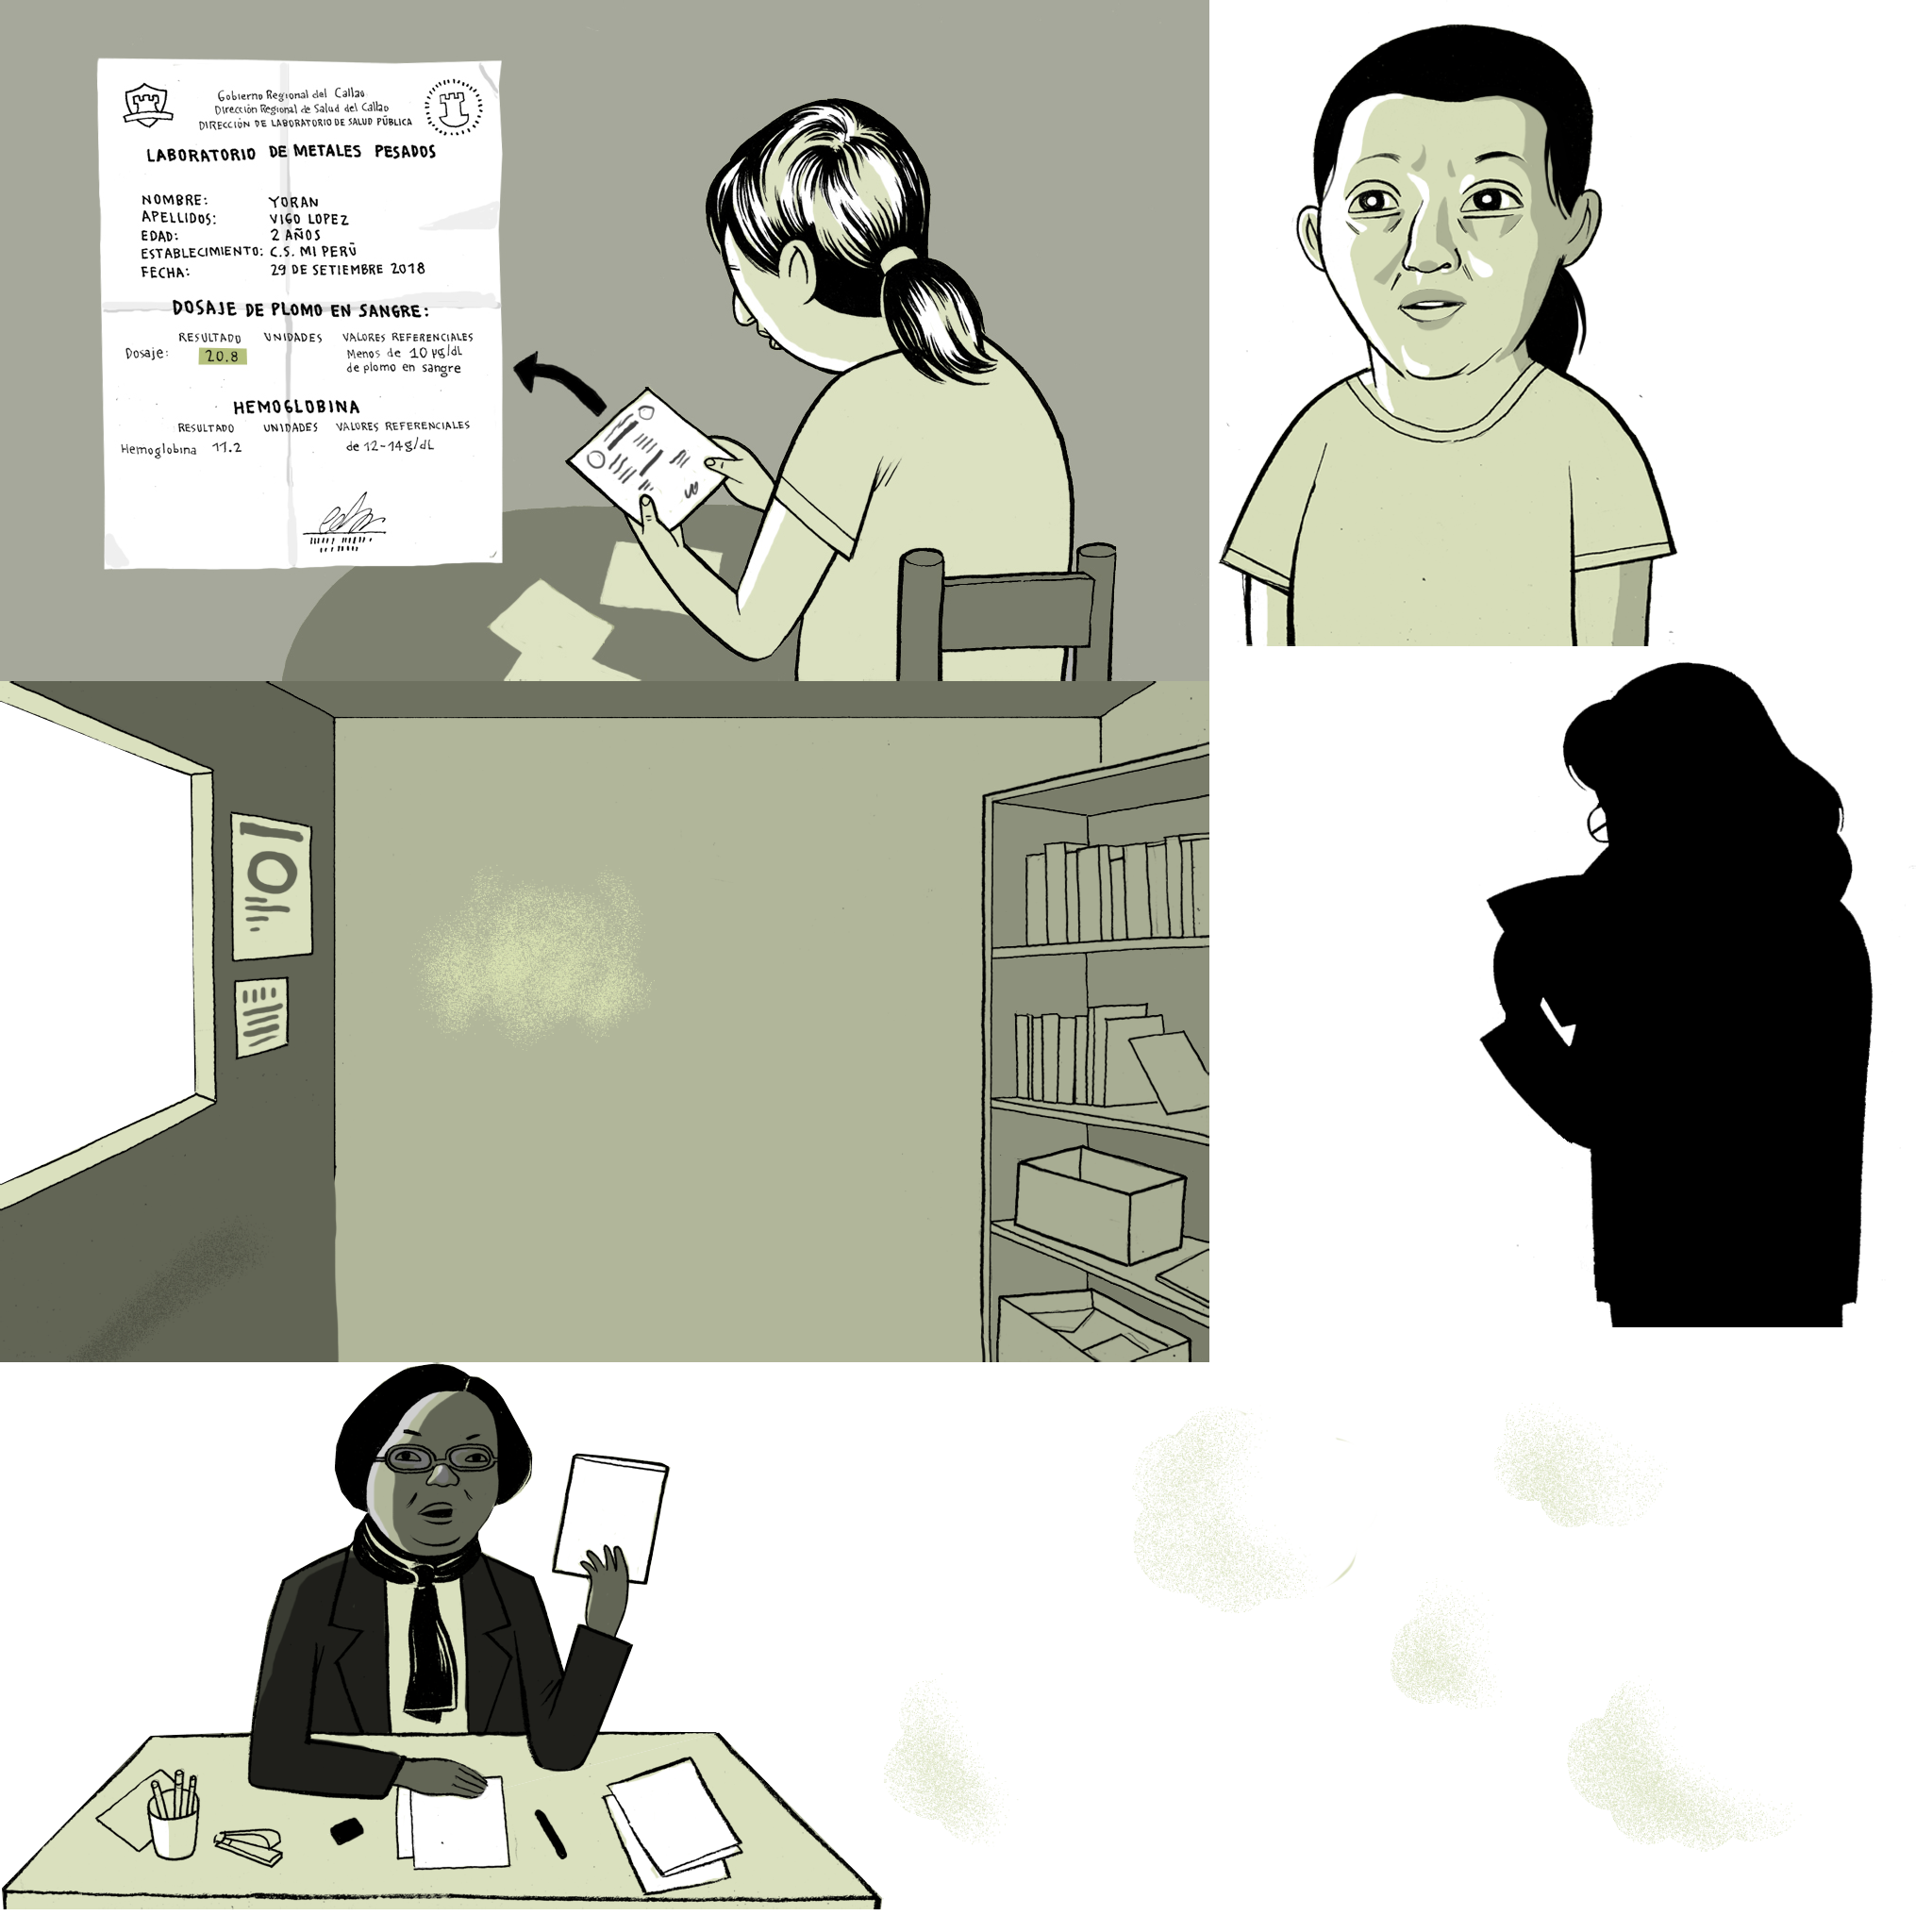 Gobierno Regional del Callao
Dirección Regional de Salud del Callao
DIRECCIÓN DE LABORATORIO DE SALUD PÚBLICA
LABORATORIO DE METALES PESADOS
NOMBRE: YORAN
APELLIDOS: VIGO LOPEZ
EDAD: 2 AÑOS
ESTABLECIMIENTO: C.S. MI PERÚ
FECHA: 29 DE SETIEMBRE 2018
DOSAJE DE PLOMO EN SANGRE:
RESULTADO UNIDADES VALORES REFERENCIALES
Dosaje: 20.8 Menos de 10 µg/dL
de plomo en sangre
HEMOGLOBINA
RESULTADO UNIDADES VALORES REFERENCIALES
Hemoglobina 11.2 de 12-14g/dL